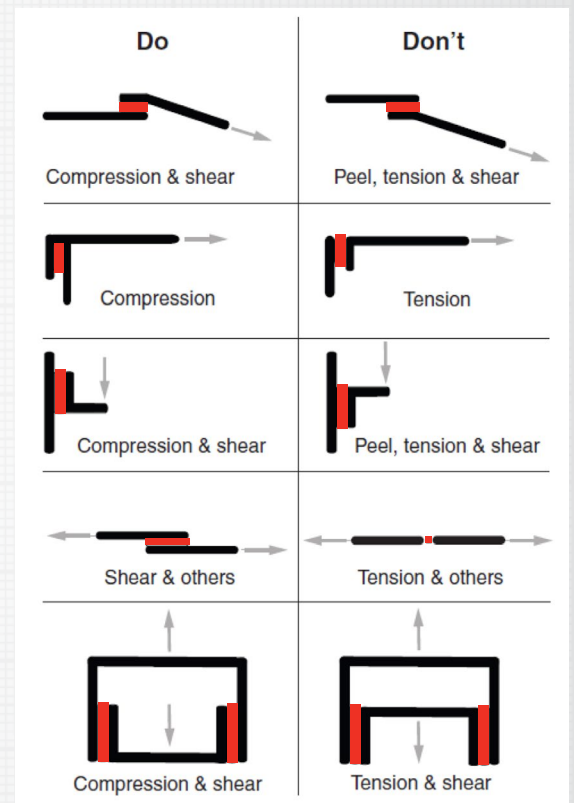 Do
Don't
Compression & shear
Peel, tension & shear
Compression
Tension
Compression & shear
Peel, tension & shear
Shear & others
Tension & others
Compression & shear
Tension & shear